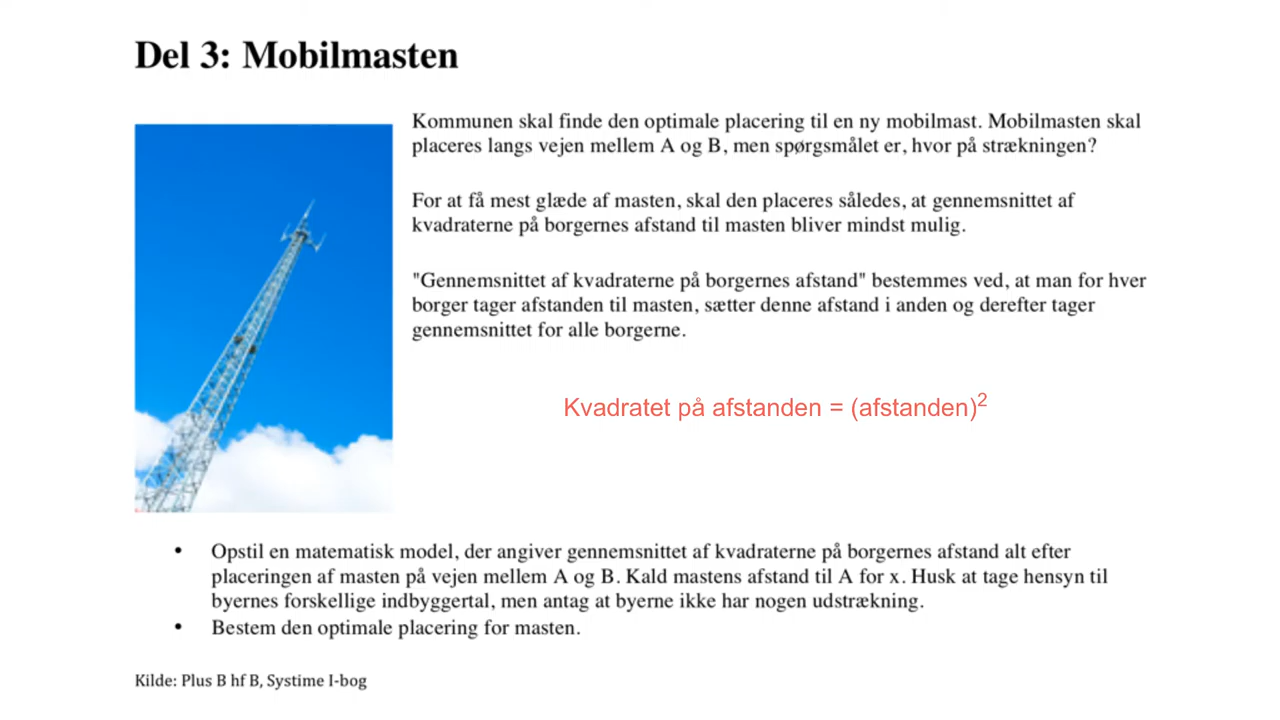 Del 3: Mobilmasten
Kommunen skal finde den optimale placering til en ny mobilmast. Mobilmasten skal
placeres langs vejen mellem A og B, men spørgsmålet er, hvor på strækningen?
For at få mest glæde af masten, skal den placeres således, at gennemsnittet af
kvadraterne på borgernes afstand til masten bliver mindst mulig.
"Gennemsnittet af kvadraterne på borgernes afstand" bestemmes ved, at man for hver
borger tager afstanden til masten, sætter denne afstand i anden og derefter tager
gennemsnittet for alle borgerne.
Kvadratet på afstanden = (afstanden)²
• Opstil en matematisk model, der angiver gennemsnittet af kvadraterne på borgernes afstand alt efter
placeringen af masten på vejen mellem A og B. Kald mastens afstand til A for x. Husk at tage hensyn til
byernes forskellige indbyggertal, men antag at byerne ikke har nogen udstrækning.
• Bestem den optimale placering for masten.
Kilde: Plus B hf B, Systime I-bog